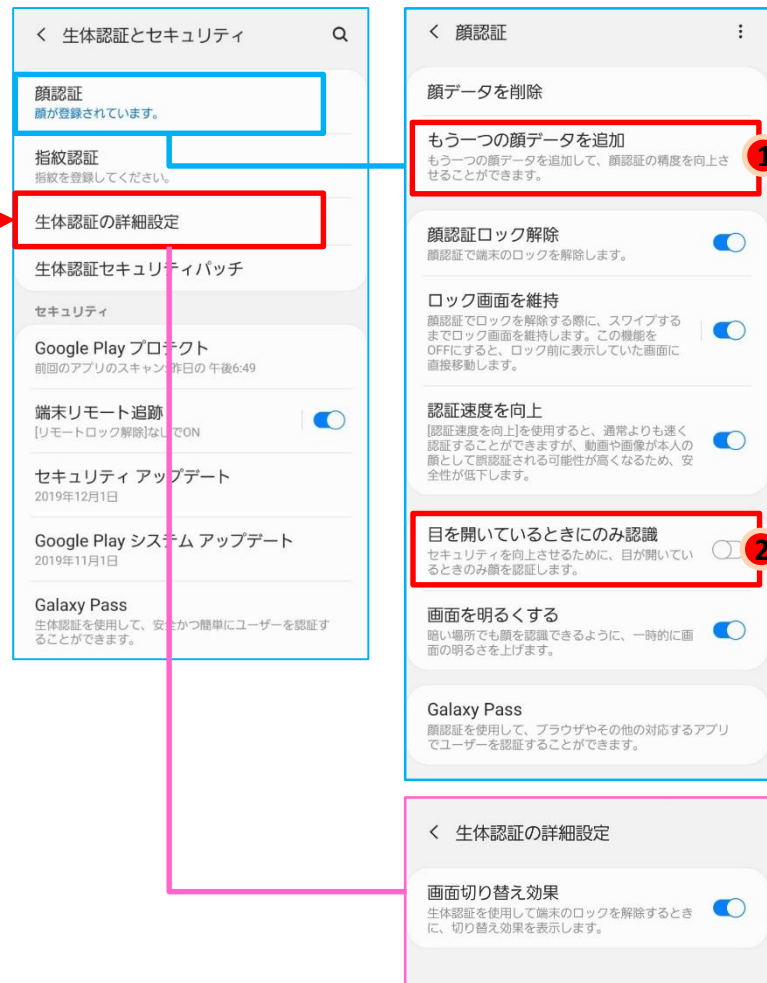 生体認証とセキュリティ
顔認証
顔が登録されています。
指紋認証
指紋を登録してください。
生体認証の詳細設定
生体認証セキュリティパッチ
セキュリティ
Google Play プロテクト
前回のアプリのスキャン: 昨日の 午後6:49
端末リモート追跡
[リモートロック解除]なしでON
セキュリティ アップデート
2019年12月1日
Google Play システム アップデート
2019年11月1日
Galaxy Pass
生体認証を使用して、安全かつ簡単にユーザーを認証す
ることができます。
顔認証
顔データを削除
もう一つの顔データを追加
もう一つの顔データを追加して、顔認証の精度を向上さ
せることができます。
1
顔認証ロック解除
顔認証で端末のロックを解除します。
ロック画面を維持
顔認証でロックを解除する際に、スワイプする
までロック画面を維持します。この機能を
OFFにすると、ロック前に表示していた画面に
直接移動します。
認証速度を向上
[認証速度を向上]を使用すると、通常よりも速く
認証することができますが、動画や画像が本人の
顔として誤認証される可能性が高くなるため、安
全性が低下します。
目を開いているときにのみ認識
セキュリティを向上させるために、目が開いてい
るときのみ顔を認証します。
2
画面を明るくする
暗い場所でも顔を認識できるように、一時的に画
面の明るさを上げます。
Galaxy Pass
顔認証を使用して、ブラウザやその他の対応するアプリ
でユーザーを認証することができます。
生体認証の詳細設定
画面切り替え効果
生体認証を使用して端末のロックを解除するとき
に、切り替え効果を表示します。